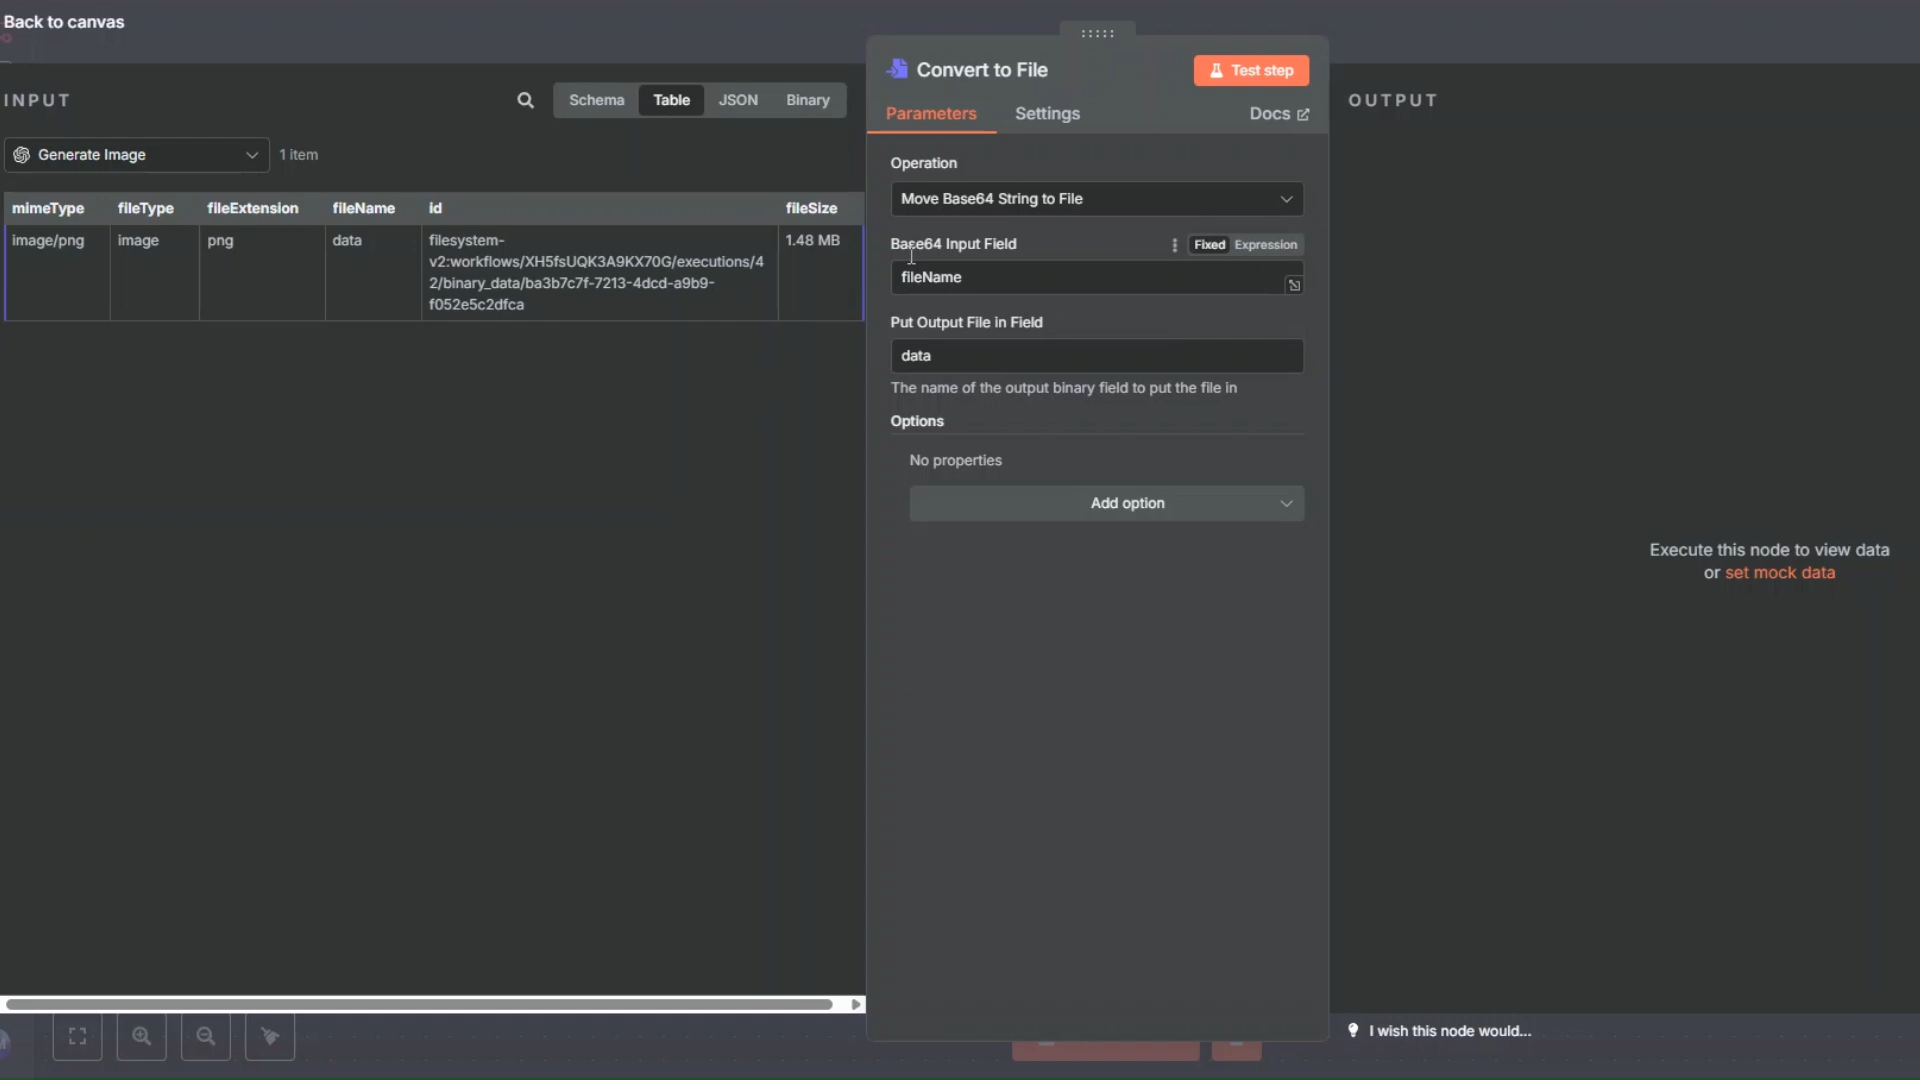 Back to canvas
INPUT
Schema Table JSON Binary
Generate Image 1 item
mimeType fileType fileExtension fileName id fileSize
image/png image png data filesystem- 1.48 MB
v2:workflows/XH5fsUQK3A9KX70G/executions/4
2/binary_data/ba3b7c7f-7213-4dcd-a9b9-
f052e5c2dfca
Convert to File Test step
Parameters Settings Docs
Operation
Move Base64 String to File
Base64 Input Field Fixed Expression
fileName
Put Output File in Field
data
The name of the output binary field to put the file in
Options
No properties
Add option
OUTPUT
Execute this node to view data
or set mock data
I wish this node would...